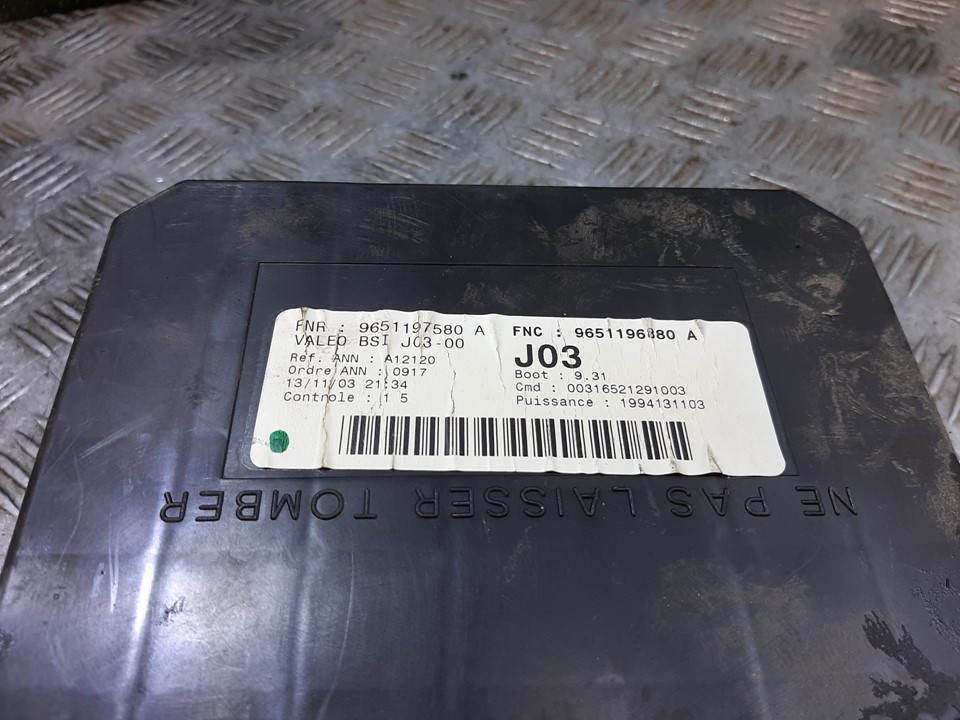 FNR : 9651197580 A
VALEO BSI J03-00
Ref. ANN : A12120
Ordre ANN : 0917
13/11/03 21:34
Controle : 1 5
FNC : 9651196880 A
J03
Boot : 9.31
Cmd : 00316521291003
Puissance : 1994131103
NE PAS LAISSER TOMBER